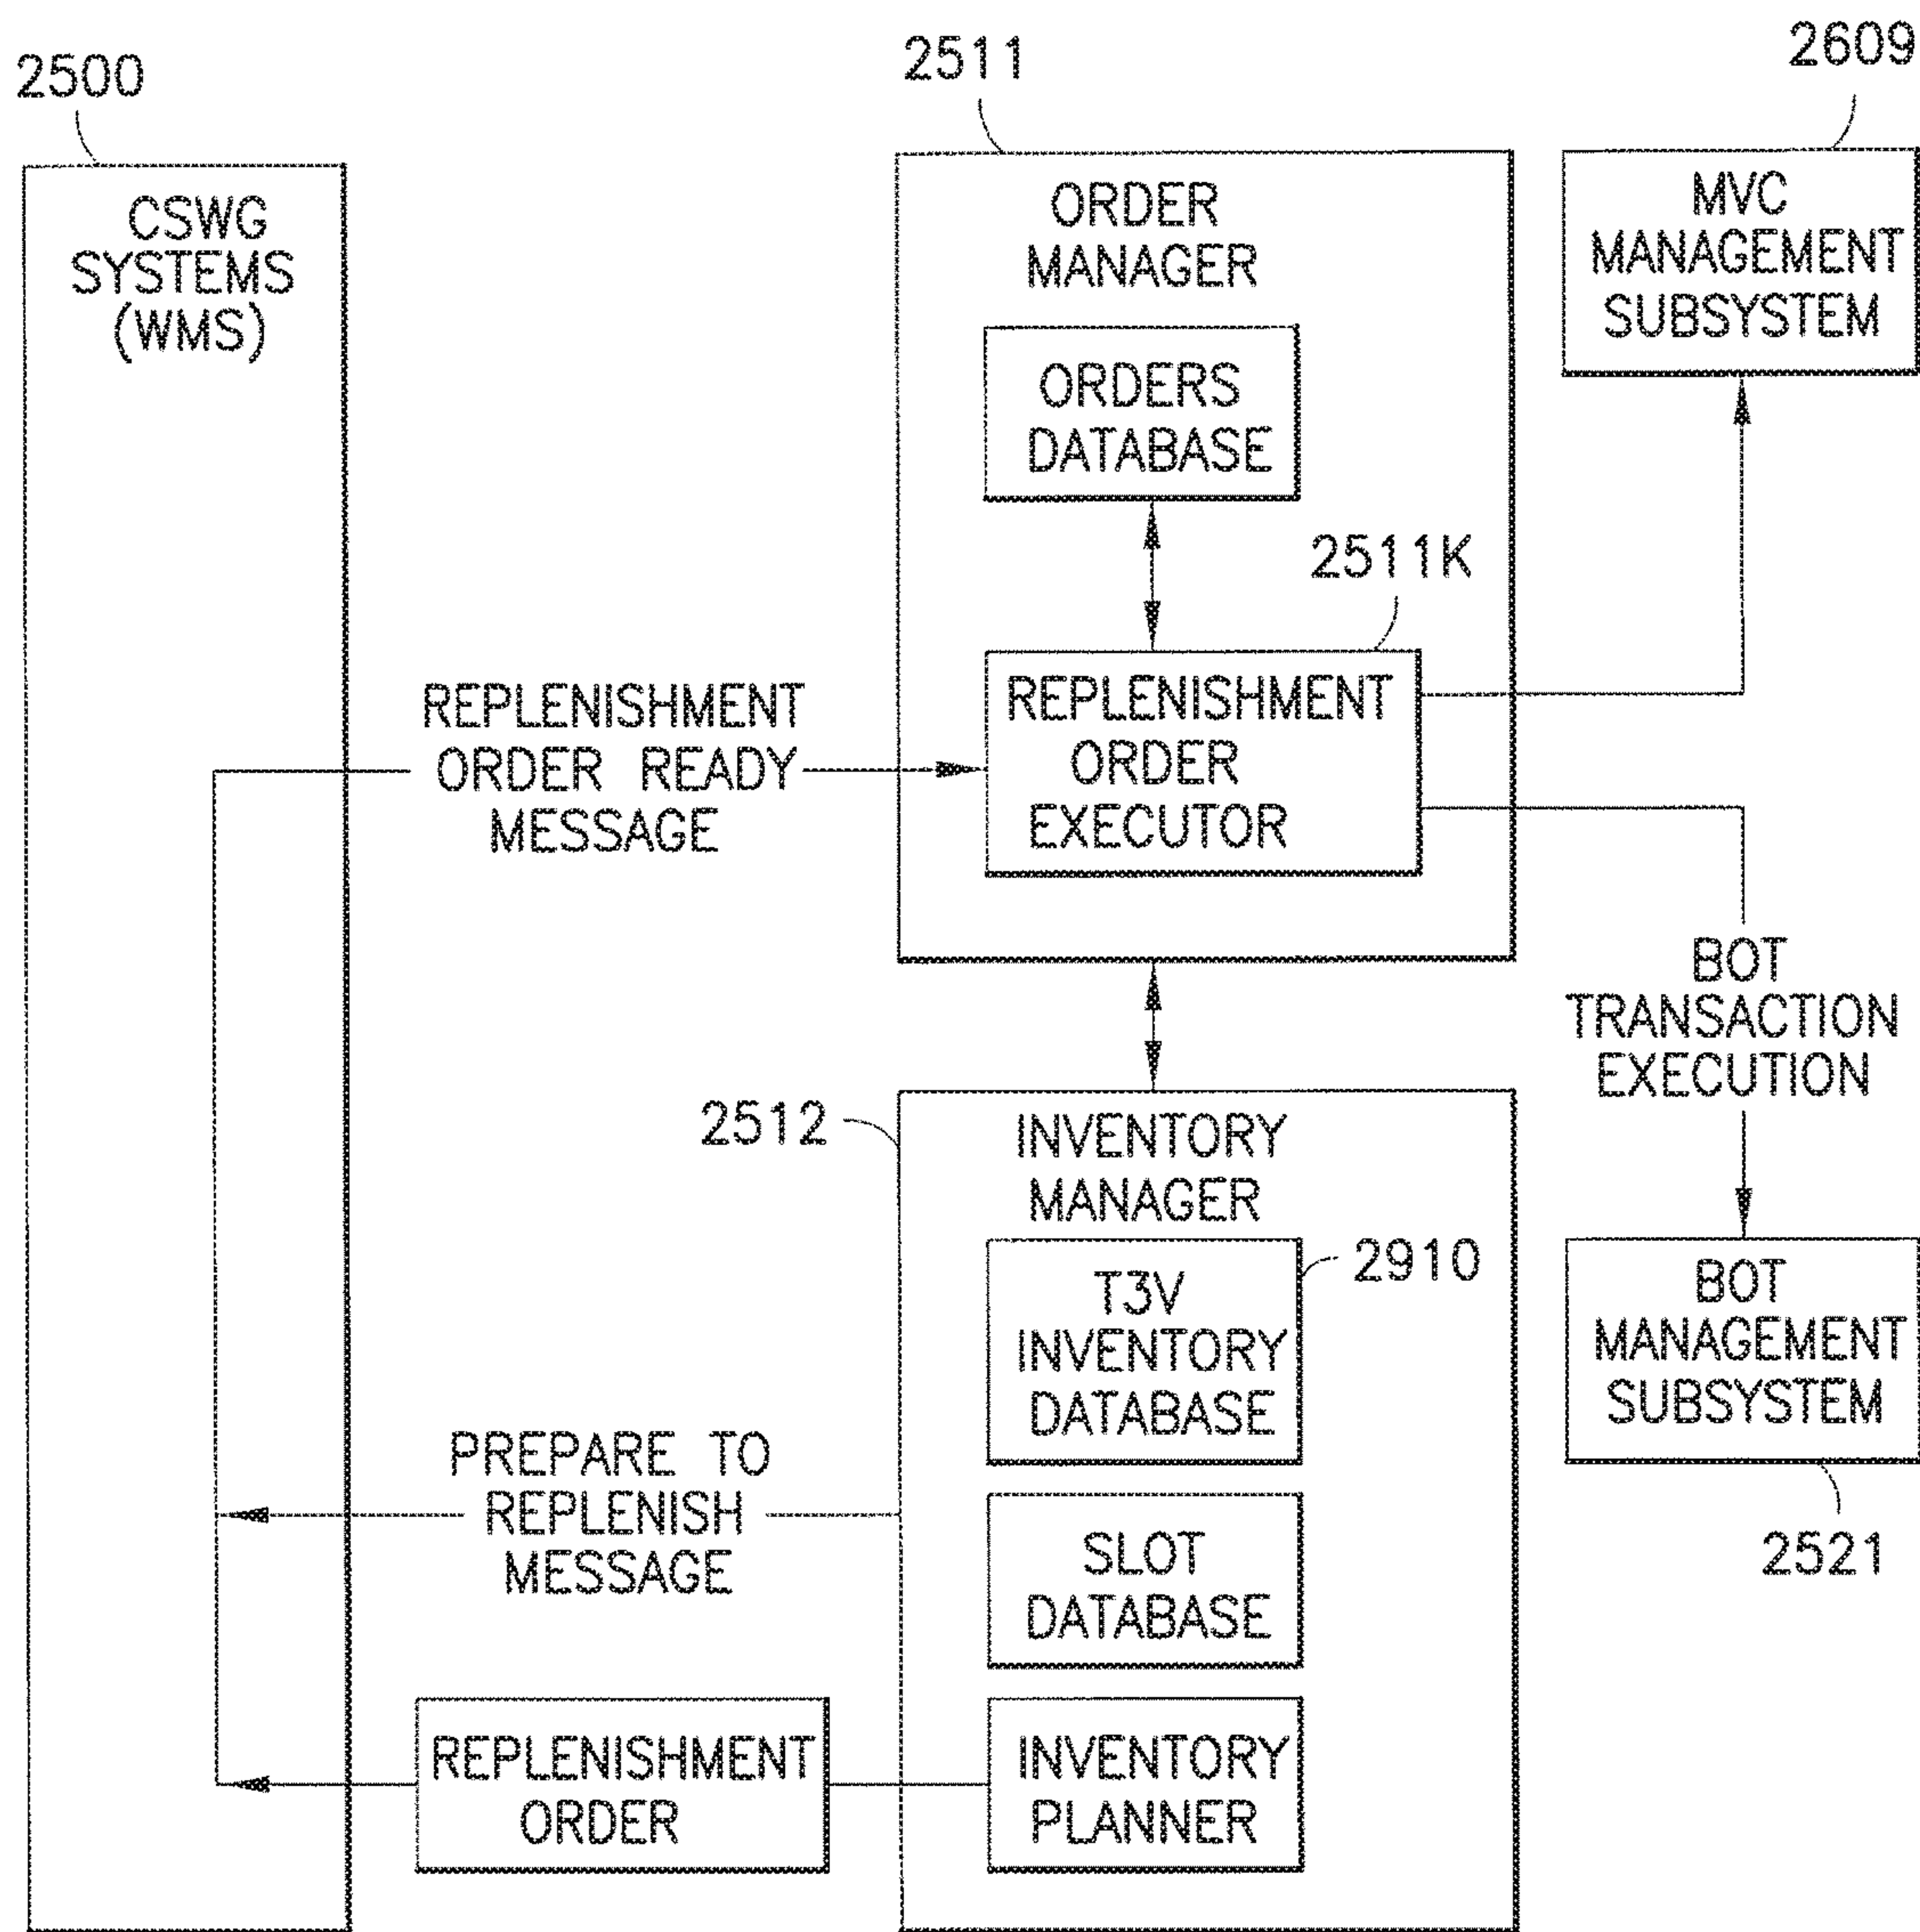 2500
2511
2609
CSWG
SYSTEMS
(WMS)
ORDER
MANAGER
MVC
MANAGEMENT
SUBSYSTEM
ORDERS
DATABASE
2511K
REPLENISHMENT
ORDER READY
MESSAGE
REPLENISHMENT
ORDER
EXECUTOR
BOT
TRANSACTION
EXECUTION
2512
INVENTORY
MANAGER
T3V
INVENTORY
DATABASE
2910
BOT
MANAGEMENT
SUBSYSTEM
2521
PREPARE TO
REPLENISH
MESSAGE
SLOT
DATABASE
REPLENISHMENT
ORDER
INVENTORY
PLANNER